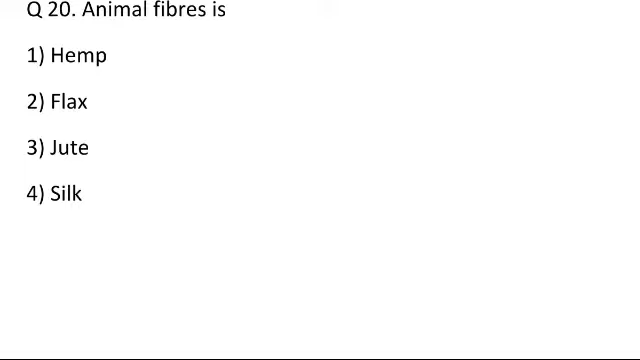 Q 20. Animal fibres is
1) Hemp
2) Flax
3) Jute
4) Silk